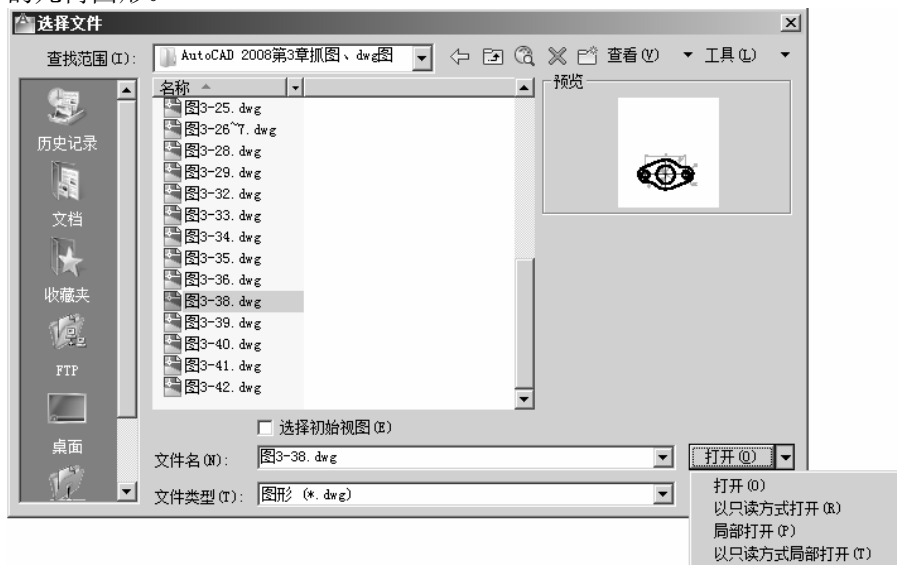 的几何图形。
选择文件
查找范围(I): AutoCAD 2008第3章抓图、dwg图 查看(V) 工具(L)
历史记录
文档
收藏夹
FTP
桌面
名称
图3-25.dwg
图3-26~7.dwg
图3-28.dwg
图3-29.dwg
图3-32.dwg
图3-33.dwg
图3-34.dwg
图3-35.dwg
图3-36.dwg
图3-38.dwg
图3-39.dwg
图3-40.dwg
图3-41.dwg
图3-42.dwg
预览
选择初始视图(E)
文件名(N): 图3-38.dwg 打开(O)
文件类型(T): 图形 (*.dwg)
打开(O)
以只读方式打开(R)
局部打开(P)
以只读方式局部打开(T)